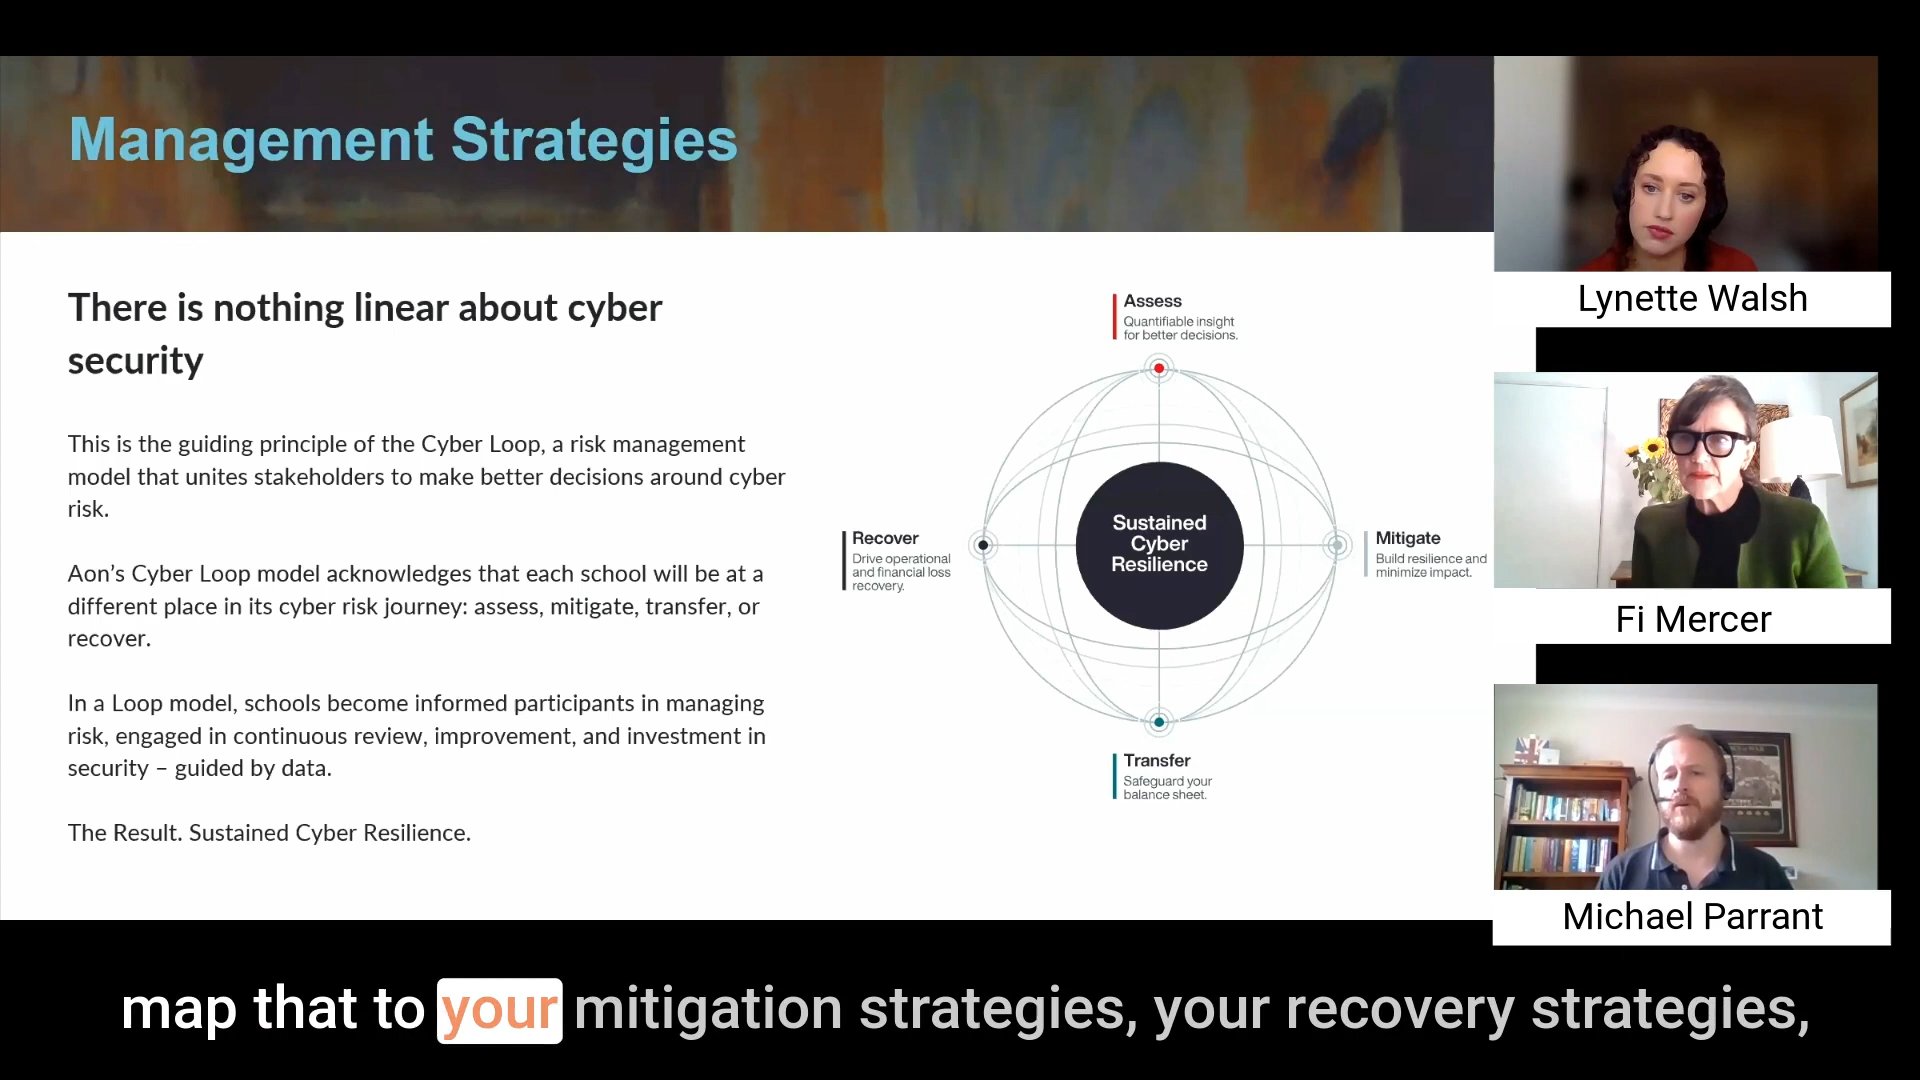 Management Strategies
There is nothing linear about cyber
security
This is the guiding principle of the Cyber Loop, a risk management
model that unites stakeholders to make better decisions around cyber
risk.
Aon’s Cyber Loop model acknowledges that each school will be at a
different place in its cyber risk journey: assess, mitigate, transfer, or
recover.
In a Loop model, schools become informed participants in managing
risk, engaged in continuous review, improvement, and investment in
security – guided by data.
The Result. Sustained Cyber Resilience.
Assess
Quantifiable insight
for better decisions.
Recover
Drive operational
and financial loss
recovery.
Sustained
Cyber
Resilience
Mitigate
Build resilience and
minimize impact.
Transfer
Safeguard your
balance sheet.
Lynette Walsh
Fi Mercer
Michael Parrant
map that to your mitigation strategies, your recovery strategies,